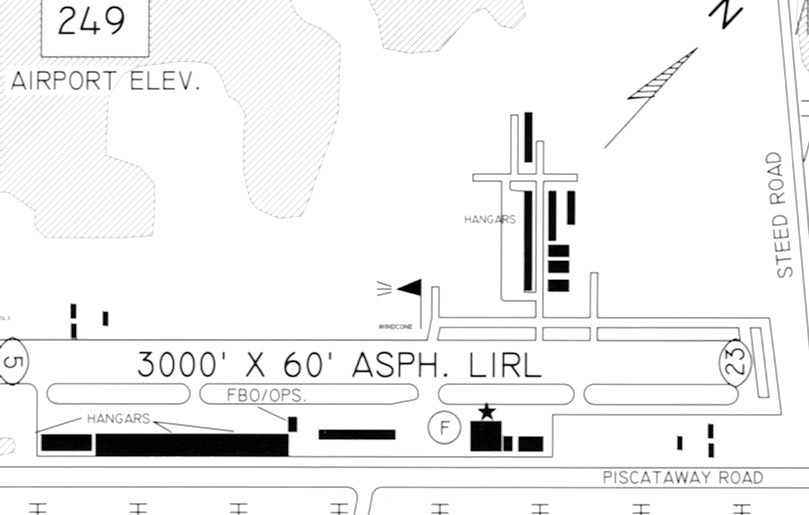 249
AIRPORT ELEV.
N
STEED ROAD
HANGARS
WINDCONE
5
3000' X 60' ASPH. LIRL
23
FBO/OPS.
HANGARS
F
PISCATAWAY ROAD